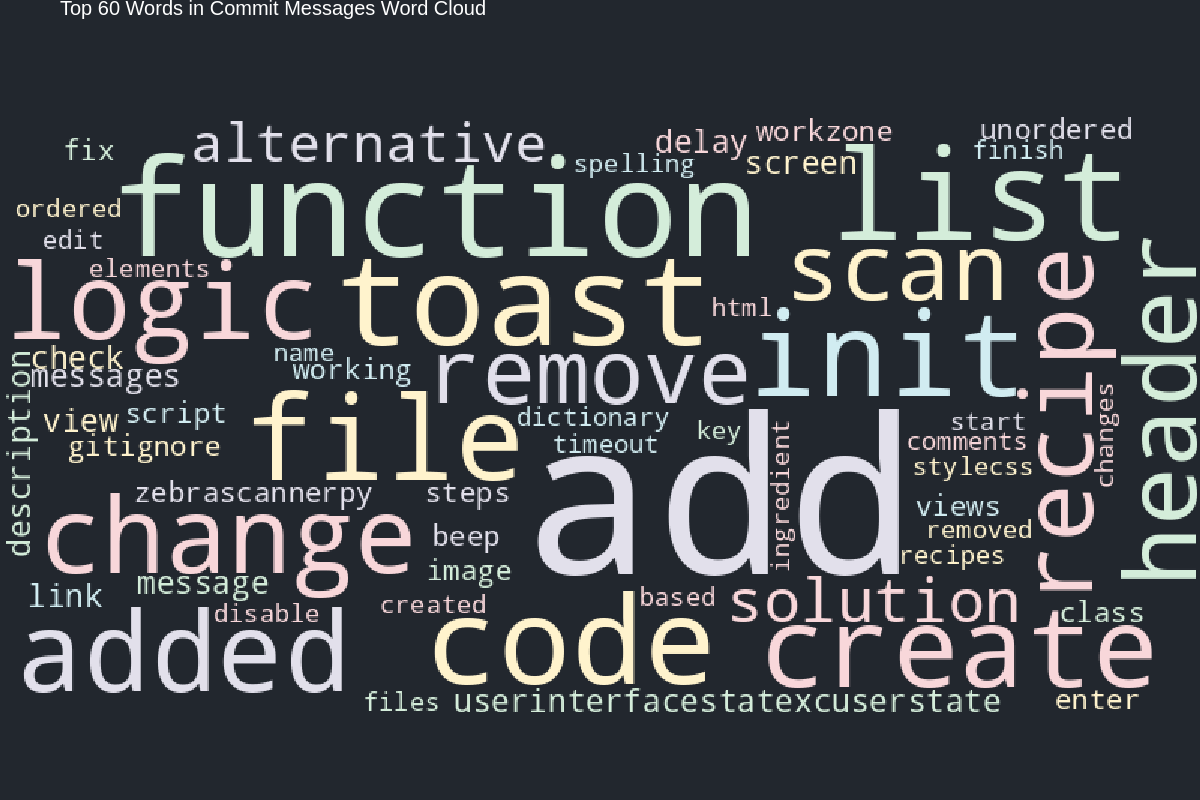 Top 60 Words in Commit Messages Word Cloud
fix
alternative
delay
workzone
unordered
finish
spelling
screen
function
list
ordered
edit
elements
logic
toast
scan
html
init
recipe
header
check
messages
name
working
remove
description
view
script
gitignore
file
dictionary
timeout
key
add
ingredient
start
comments
stylecss
changes
zebrascannerpy
steps
views
removed
change
beep
image
recipes
message
link
disable
created
based
solution
class
added
code
create
files
userinterfacestatexcuserstate
enter